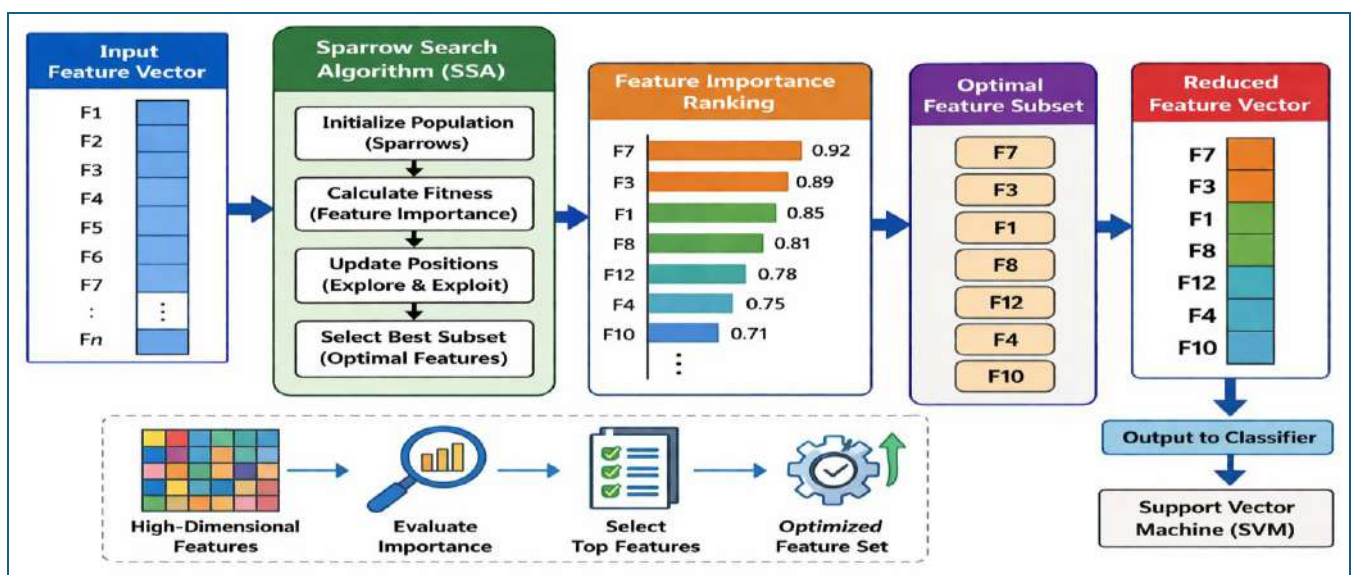 Input
Feature Vector
F1
F2
F3
F4
F5
F6
F7
:
⋮
Fn
Sparrow Search
Algorithm (SSA)
Initialize Population
(Sparrows)
Calculate Fitness
(Feature Importance)
Update Positions
(Explore & Exploit)
Select Best Subset
(Optimal Features)
Feature Importance
Ranking
F7 0.92
F3 0.89
F1 0.85
F8 0.81
F12 0.78
F4 0.75
F10 0.71
⋮
Optimal
Feature Subset
F7
F3
F1
F8
F12
F4
F10
Reduced
Feature Vector
F7
F3
F1
F8
F12
F4
F10
Output to Classifier
Support Vector
Machine (SVM)
High-Dimensional
Features
Evaluate
Importance
Select
Top Features
Optimized
Feature Set